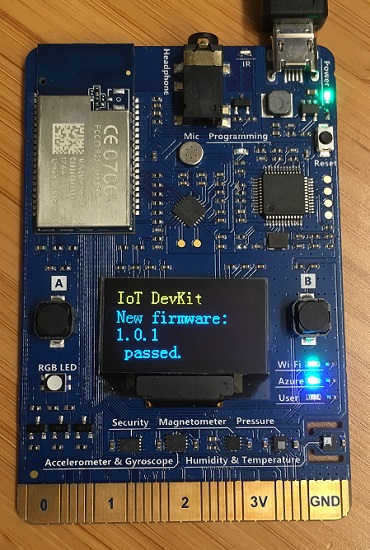 Headphone
IR
Power
Mic
Programming
CE0700
Reset
A
B
IoT DevKit
New firmware:
1.0.1
passed.
RGB LED
Wi-Fi
Azure
User
Security
Magnetometer
Pressure
Accelerometer & Gyroscope
Humidity & Temperature
0
1
2
3V
GND